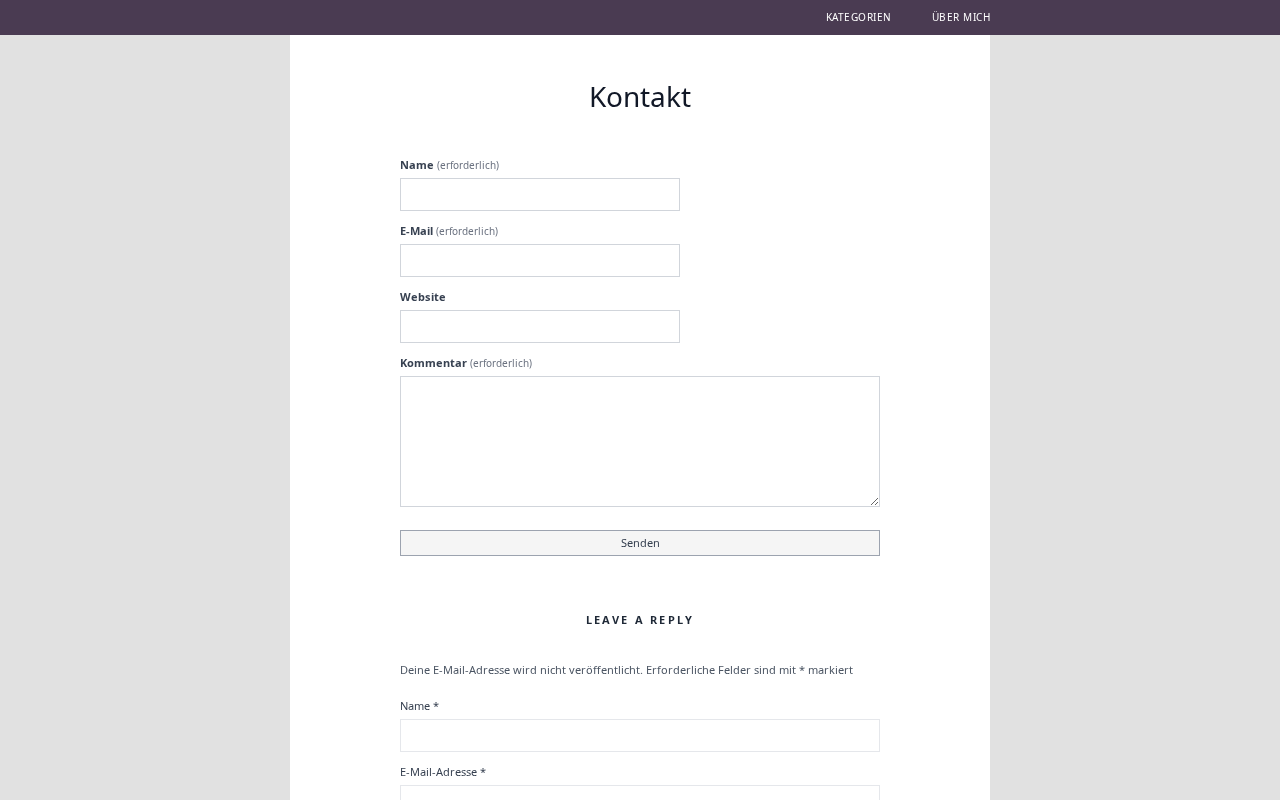 KATEGORIEN ÜBER MICH
Kontakt
Name (erforderlich)
E-Mail (erforderlich)
Website
Kommentar (erforderlich)
Senden
LEAVE A REPLY
Deine E-Mail-Adresse wird nicht veröffentlicht. Erforderliche Felder sind mit * markiert
Name *
E-Mail-Adresse *